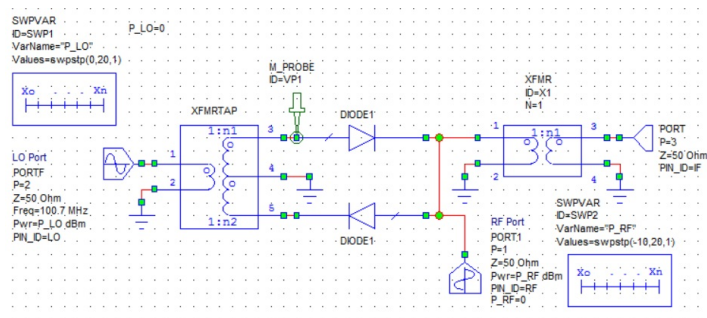 SWPVAR
ID=SWP1
VarName="P_LO"
Values=swpstp(0,20,1)
P_LO=0
Xo . . . Xn
M_PROBE
ID=VP1
XFMR
ID=X1
N=1
XFMRTAP
DIODE1
1:n1
3
1
2
4
5
1:n2
LO Port
PORTF
P=2
Z=50 Ohm
Freq=100.7 MHz
Pwr=P_LO dBm
PIN_ID=LO
DIODE1
1
1:n1
3
2
4
PORT
P=3
Z=50 Ohm
PIN_ID=IF
RF Port
PORT1
P=1
Z=50 Ohm
Pwr=P_RF dBm
PIN_ID=RF
P_RF=0
SWPVAR
ID=SWP2
VarName="P_RF"
Values=swpstp(-10,20,1)
Xo . . . Xn